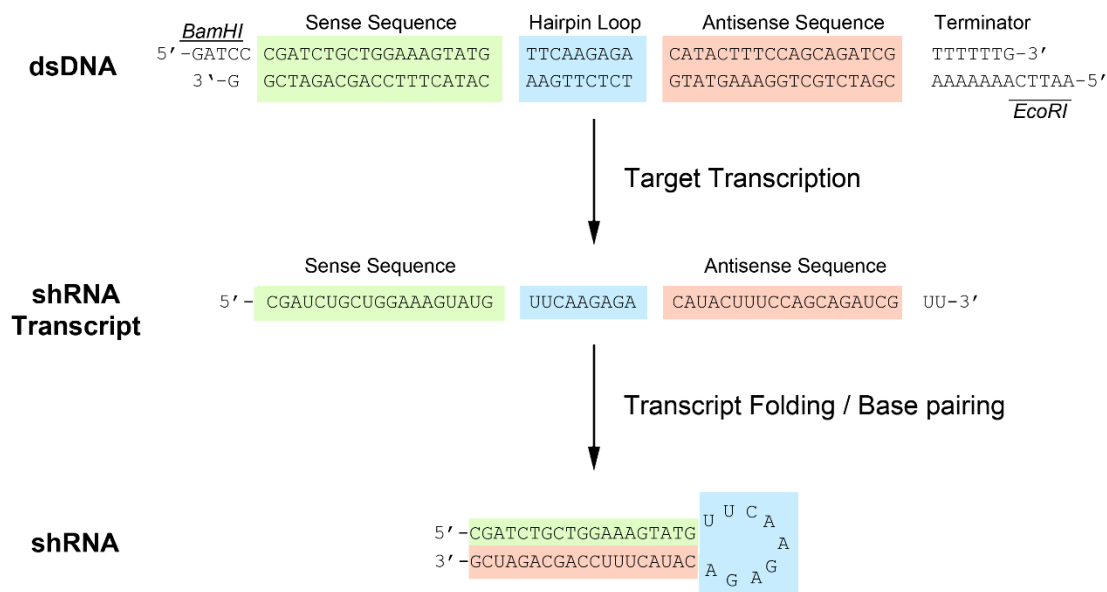 BamHI Sense Sequence Hairpin Loop Antisense Sequence Terminator
dsDNA
5’-GATCC CGATCTGCTGGAAAGTATG TTCAAGAGA CATACTTTCCAGCAGATCG TTTTTTG-3’
3‘-G GCTAGACGACCTTTCATAC AAGTTCTCT GTATGAAAGGTCGTCTAGC AAAAAAACTTAA-5’
EcoRI
Target Transcription
Sense Sequence Antisense Sequence
shRNA
Transcript
5’-CGAUCUGCUGGAAAGUAUG UUCAAGAGA CAUACUUUCCAGCAGAUCG UU-3’
Transcript Folding / Base pairing
shRNA
5’-CGATCTGCTGGAAAGTATG UUCAAGAGA
3’-GCUAGACGACCUUUCAUAC